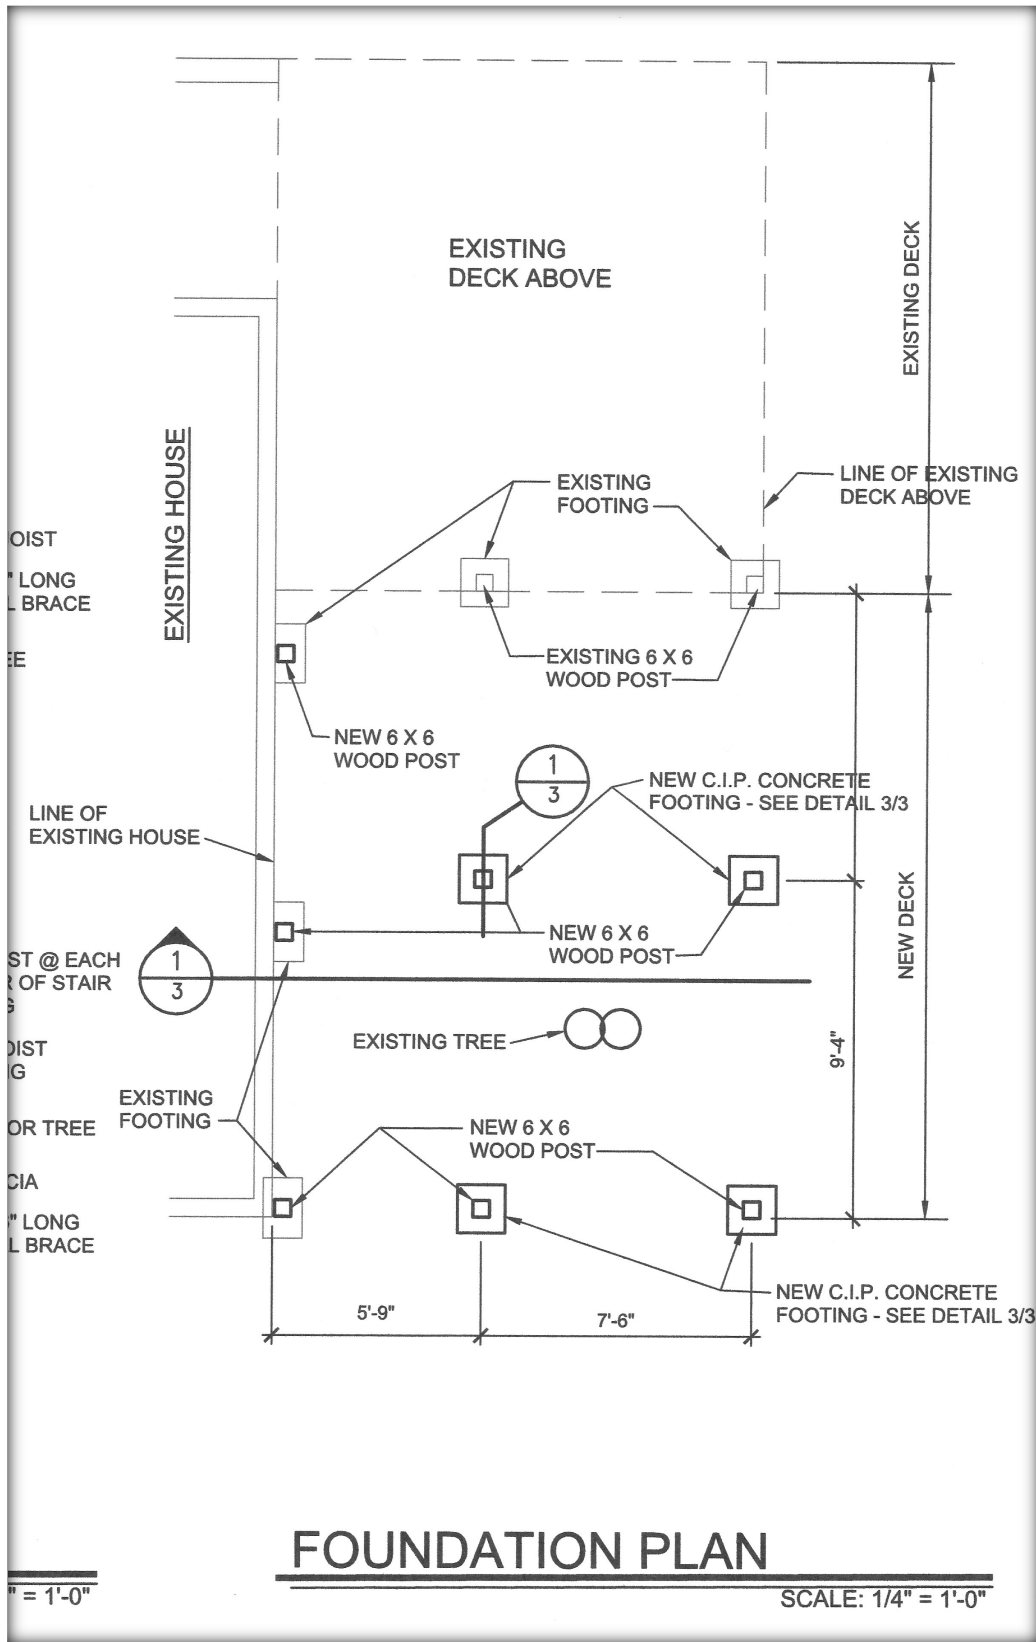 EXISTING
DECK ABOVE
EXISTING DECK
EXISTING HOUSE
EXISTING
FOOTING
LINE OF EXISTING
DECK ABOVE
OIST
" LONG
L BRACE
EE
EXISTING 6 X 6
WOOD POST
NEW 6 X 6
WOOD POST
1
3
NEW C.I.P. CONCRETE
FOOTING - SEE DETAIL 3/3
LINE OF
EXISTING HOUSE
NEW DECK
NEW 6 X 6
WOOD POST
ST @ EACH
R OF STAIR
G
1
3
EXISTING TREE
9'-4"
OIST
G
EXISTING
FOOTING
OR TREE
NEW 6 X 6
WOOD POST
CIA
" LONG
L BRACE
NEW C.I.P. CONCRETE
FOOTING - SEE DETAIL 3/3
5'-9"
7'-6"
FOUNDATION PLAN
" = 1'-0"
SCALE: 1/4" = 1'-0"